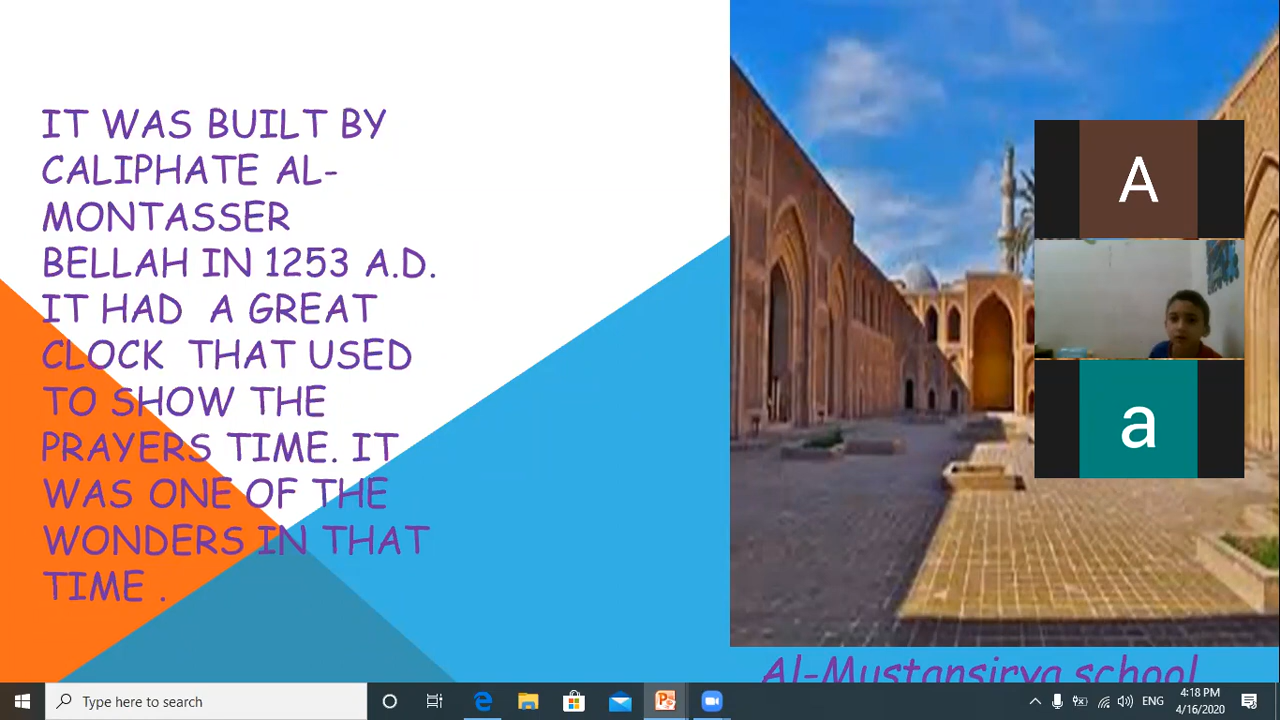 IT WAS BUILT BY
CALIPHATE AL-
MONTASSER
BELLAH IN 1253 A.D.
IT HAD A GREAT
CLOCK THAT USED
TO SHOW THE
PRAYERS TIME. IT
WAS ONE OF THE
WONDERS IN THAT
TIME .
A
a
Al-Mustansirya school
Type here to search
ENG
4:18 PM
4/16/2020